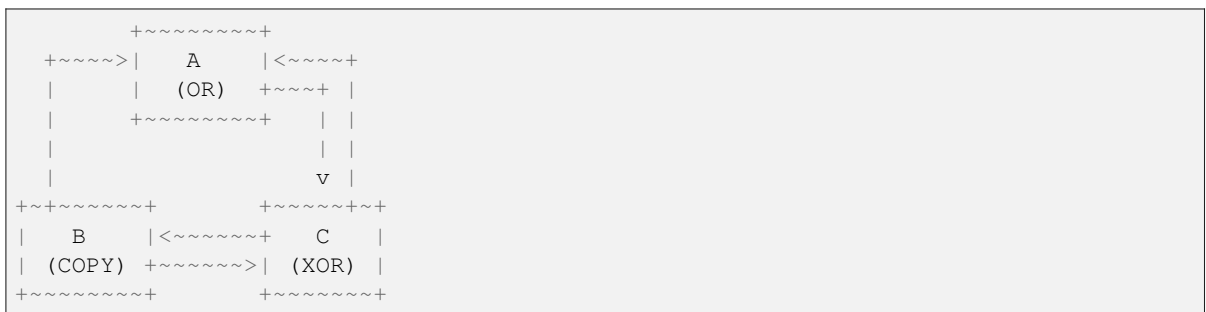 +~~~~~~~~+
+~~~~>|   A    |<~~~~+
|     |  (OR)  +~~~+ |
|     +~~~~~~~~+   | |
|                  | |
|                  v |
+~+~~~~~~+       +~~~~~+~+
|   B    |<~~~~~~+   C   |
| (COPY) +~~~~~~>| (XOR) |
+~~~~~~~~+       +~~~~~~~+